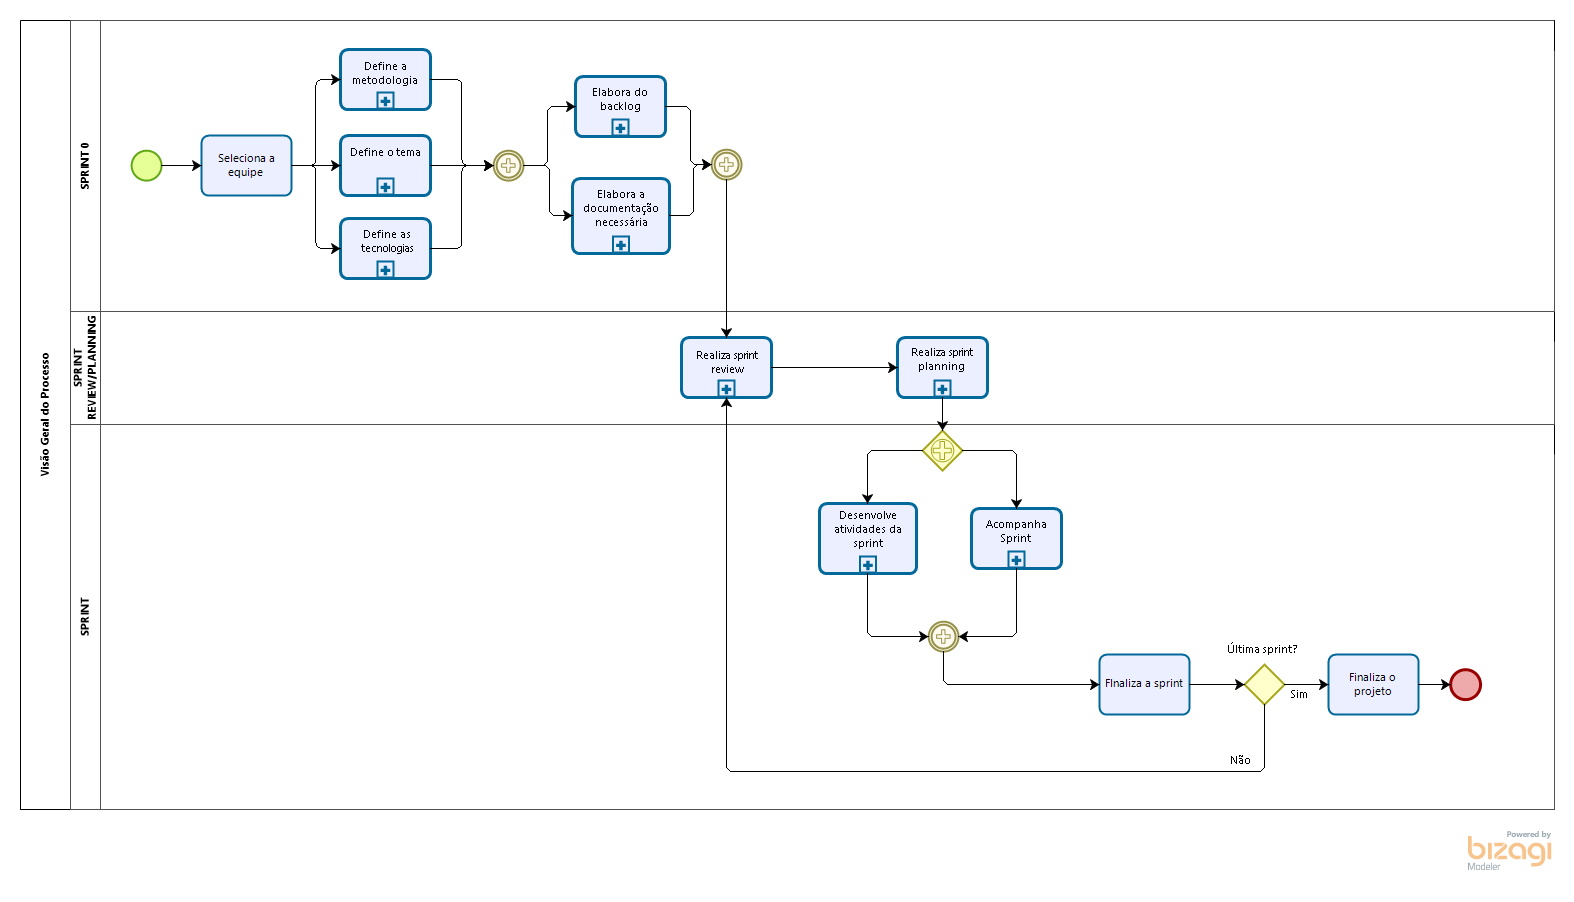 Visão Geral do Processo
SPRINT 0
Seleciona a
equipe
Define a
metodologia
Define o tema
Define as
tecnologias
Elabora do
backlog
Elabora a
documentação
necessária
SPRINT
REVIEW/PLANNING
Realiza sprint
review
Realiza sprint
planning
SPRINT
Desenvolve
atividades da
sprint
Acompanha
Sprint
FInaliza a sprint
Última sprint?
Sim
Não
Finaliza o
projeto
Powered by
bizagi
Modeler